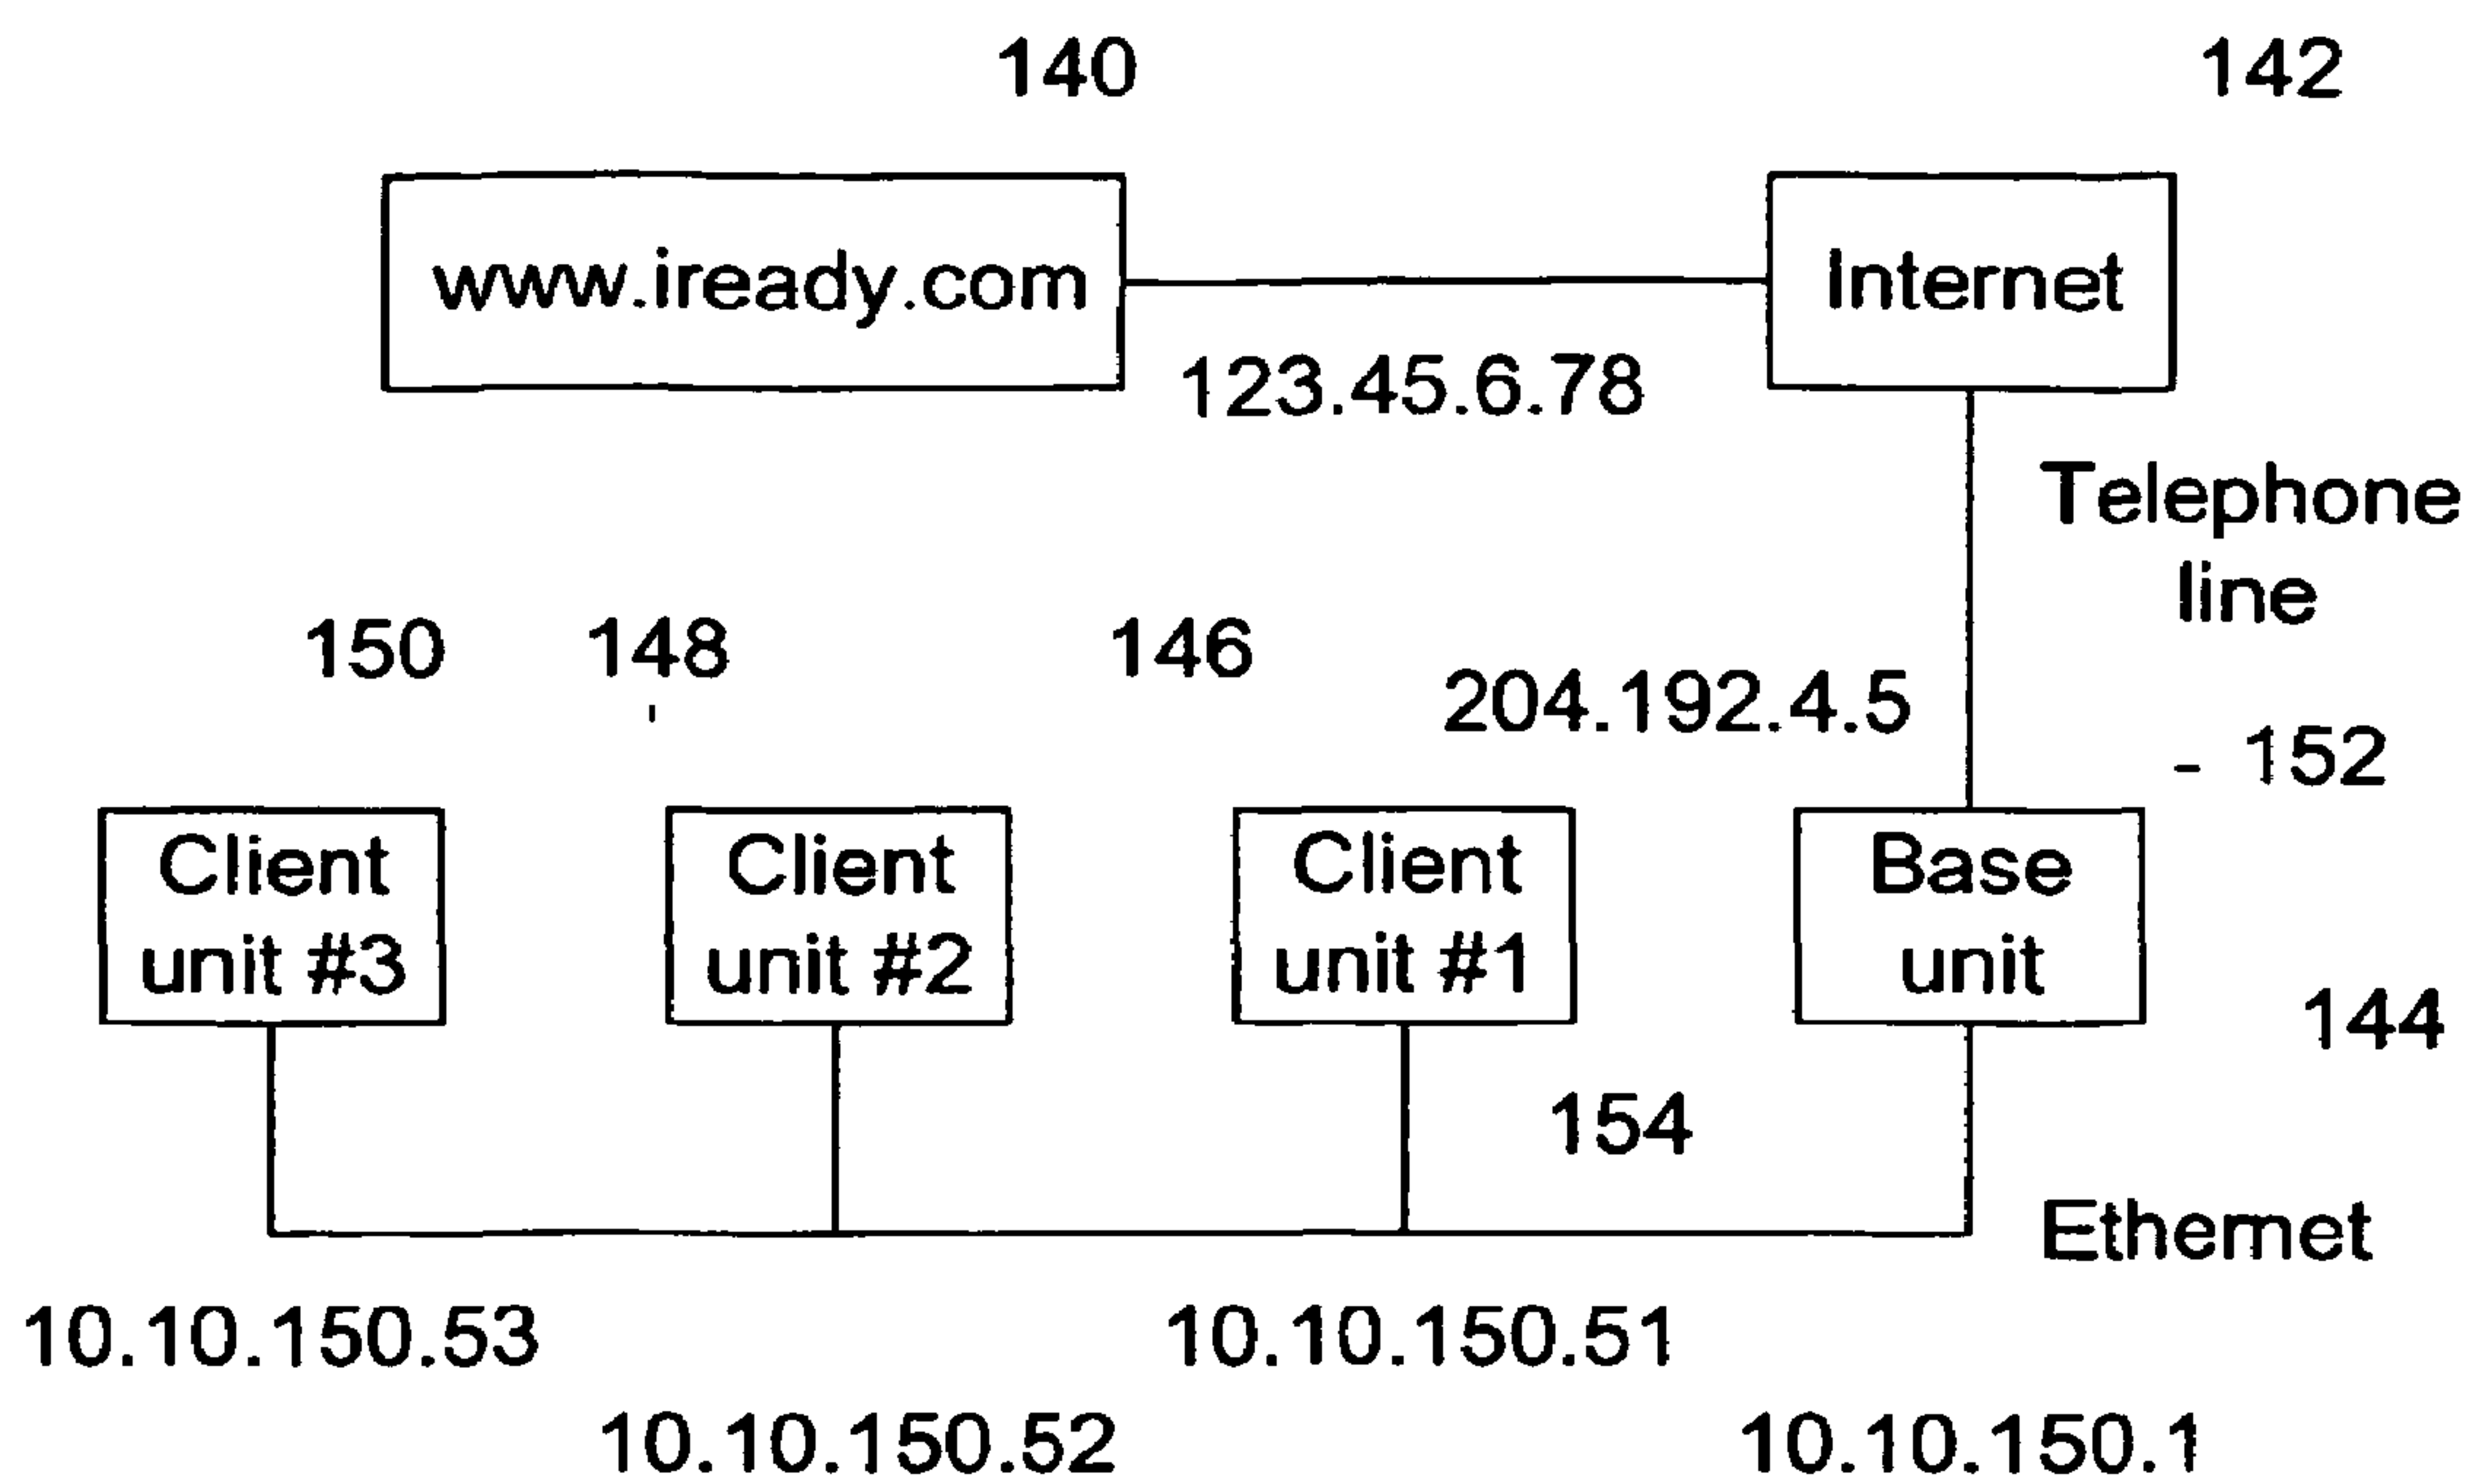 140
142
www.iready.com
Internet
123.45.6.78
Telephone
line
150
148
146
204.192.4.5
- 152
Client
unit #3
Client
unit #2
Client
unit #1
Base
unit
144
154
Ethernet
10.10.150.53
10.10.150.51
10.10.150.52
10.10.150.1